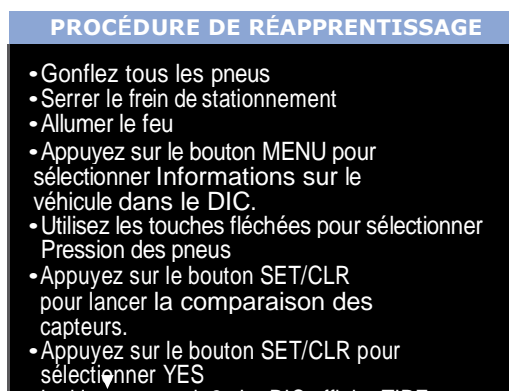 PROCÉDURE DE RÉAPPRENTISSAGE
•Gonflez tous les pneus
•Serrer le frein de stationnement
•Allumer le feu
•Appuyez sur le bouton MENU pour
sélectionner Informations sur le
véhicule dans le DIC.
•Utilisez les touches fléchées pour sélectionner
Pression des pneus
•Appuyez sur le bouton SET/CLR
pour lancer la comparaison des
capteurs.
•Appuyez sur le bouton SET/CLR pour
sélectionner YES